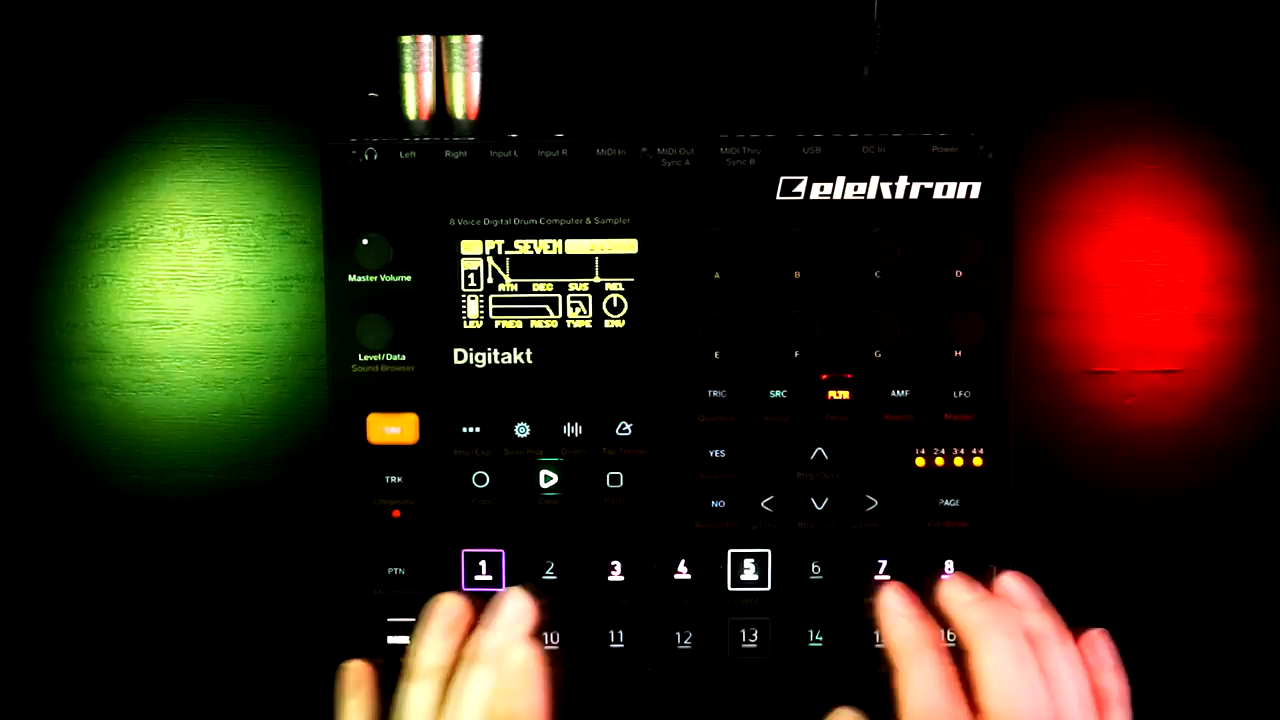 Left Right Input L Input R MIDI In MIDI Out MIDI Thru USB DC In Power
Sync A Sync B
elektron
8 Voice Digital Drum Computer & Sampler
PT_SEVEN
1
ATK DEC SUS REL
LEV FREQ RESO TYPE ENV
Master Volume
Level/Data
Sound Browser
Digitakt
A B C D
E F G H
TRIG SRC FLTR AMP LFO
YES
1:4 2:4 3:4 4:4
TRK
NO
PAGE
PTN
1 2 3 4 5 6 7 8
10 11 12 13 14 16